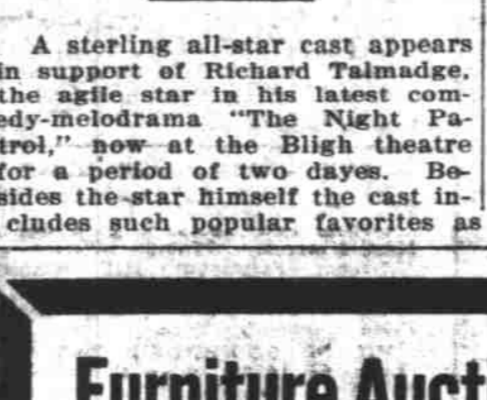 A sterling all-star cast appears
in support of Richard Talmadge,
the agile star in his latest com-
edy-melodrama "The Night Pa-
trol," now at the Bligh theatre
for a period of two dayes. Be-
sides the star himself the cast in-
cludes such popular favorites as
Furniture Auct